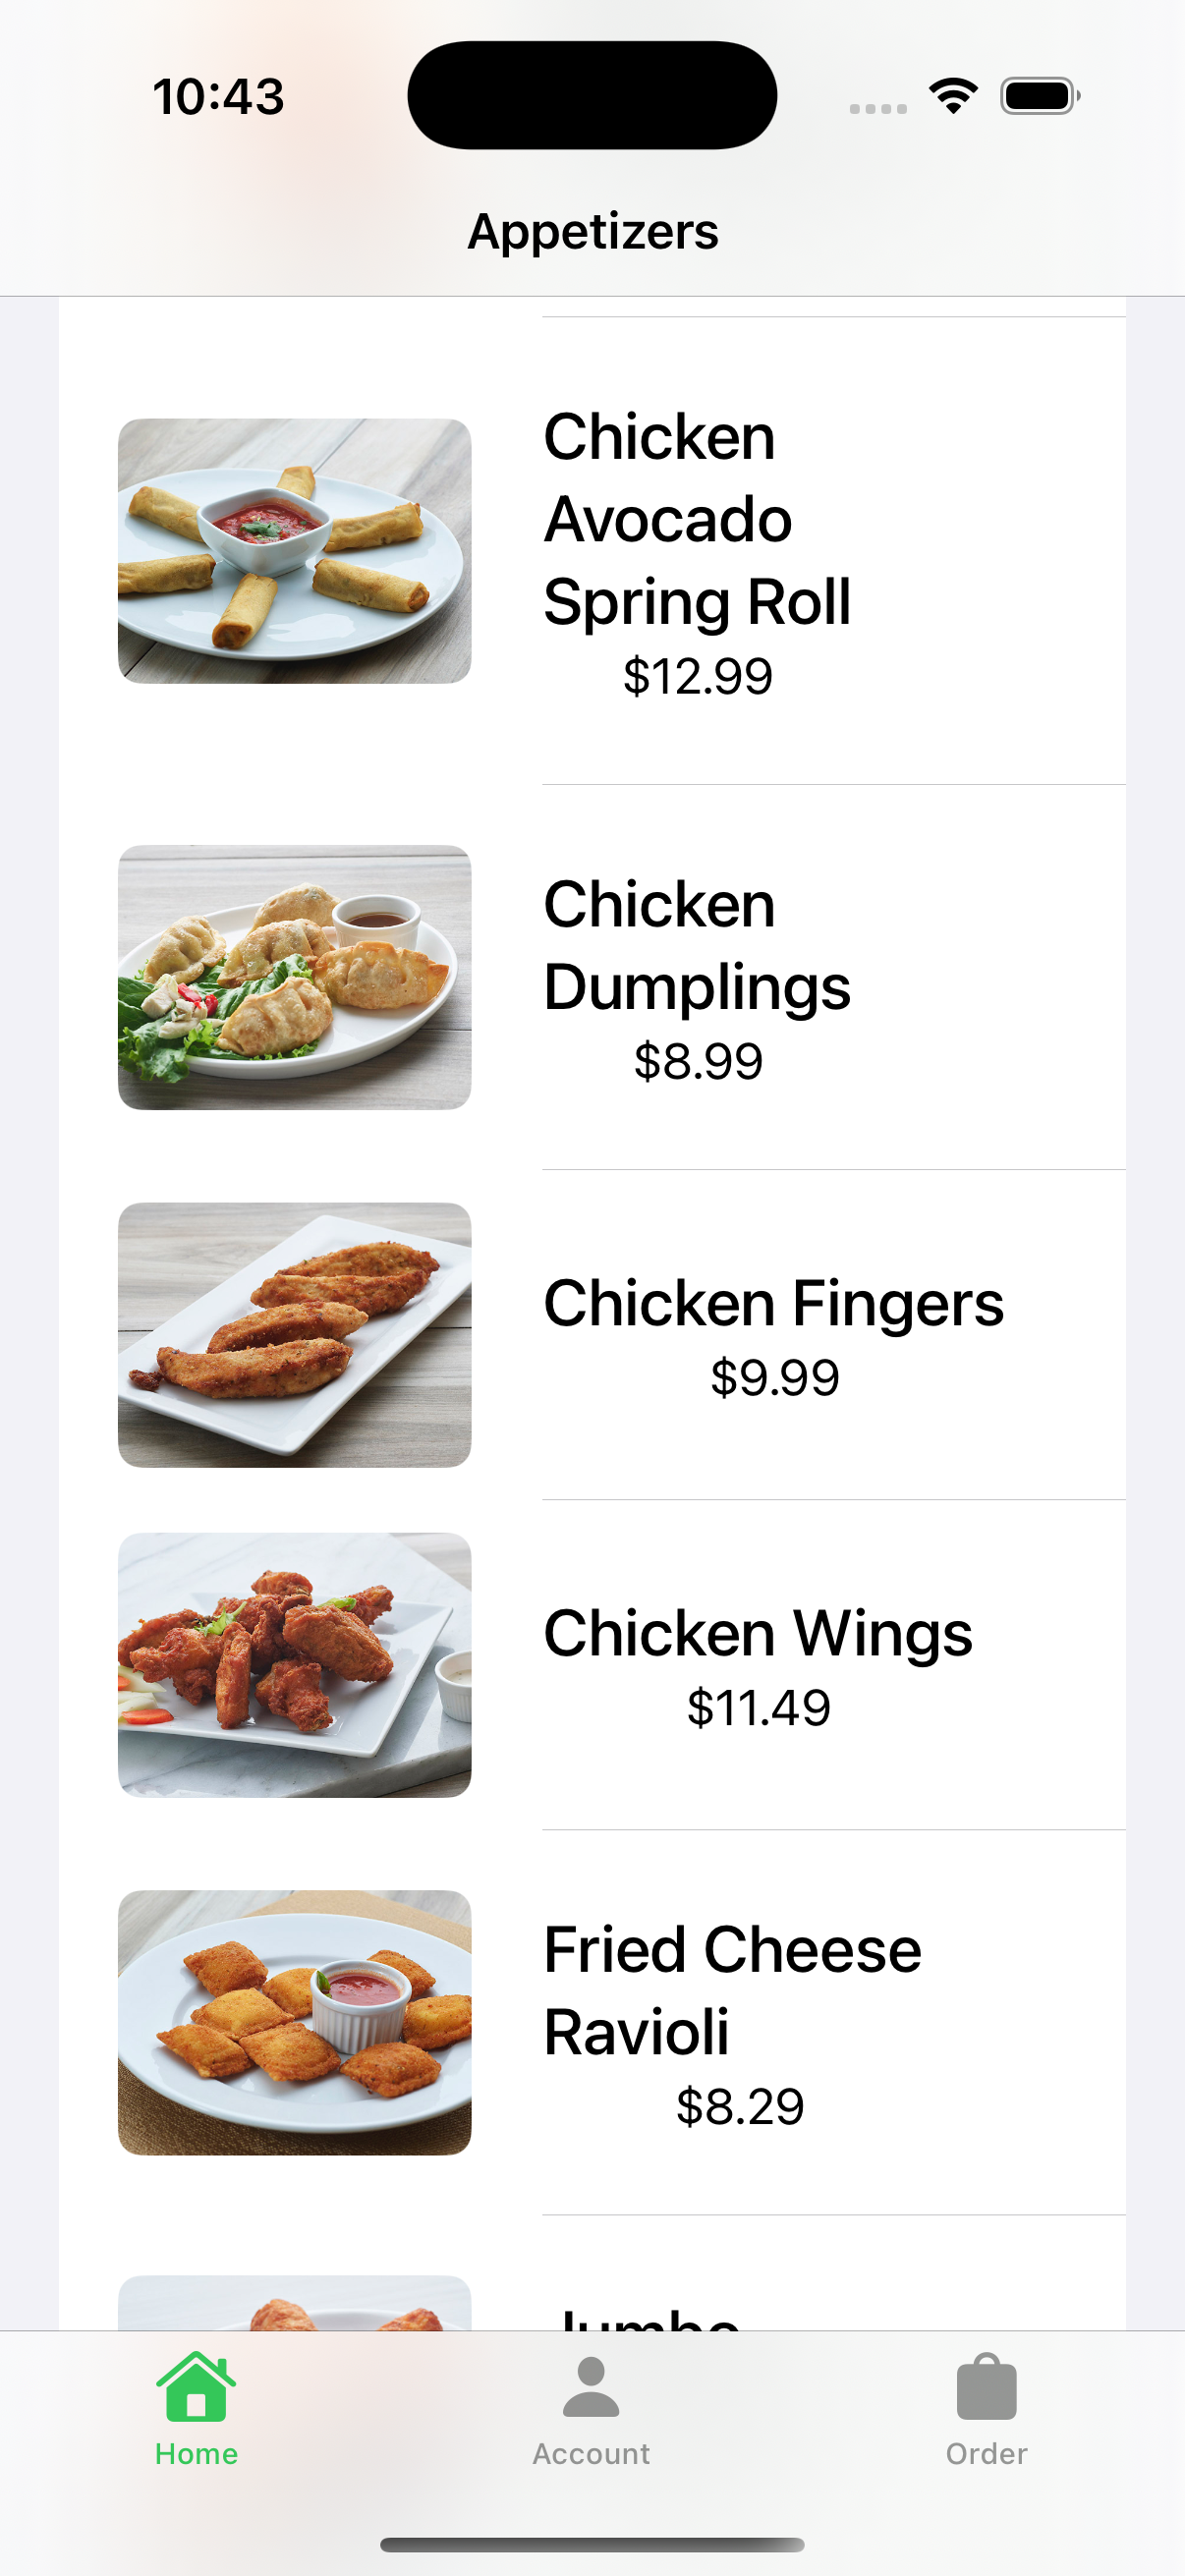 10:43
Appetizers
Chicken
Avocado
Spring Roll
$12.99
Chicken
Dumplings
$8.99
Chicken Fingers
$9.99
Chicken Wings
$11.49
Fried Cheese
Ravioli
$8.29
Jumbo
Home
Account
Order